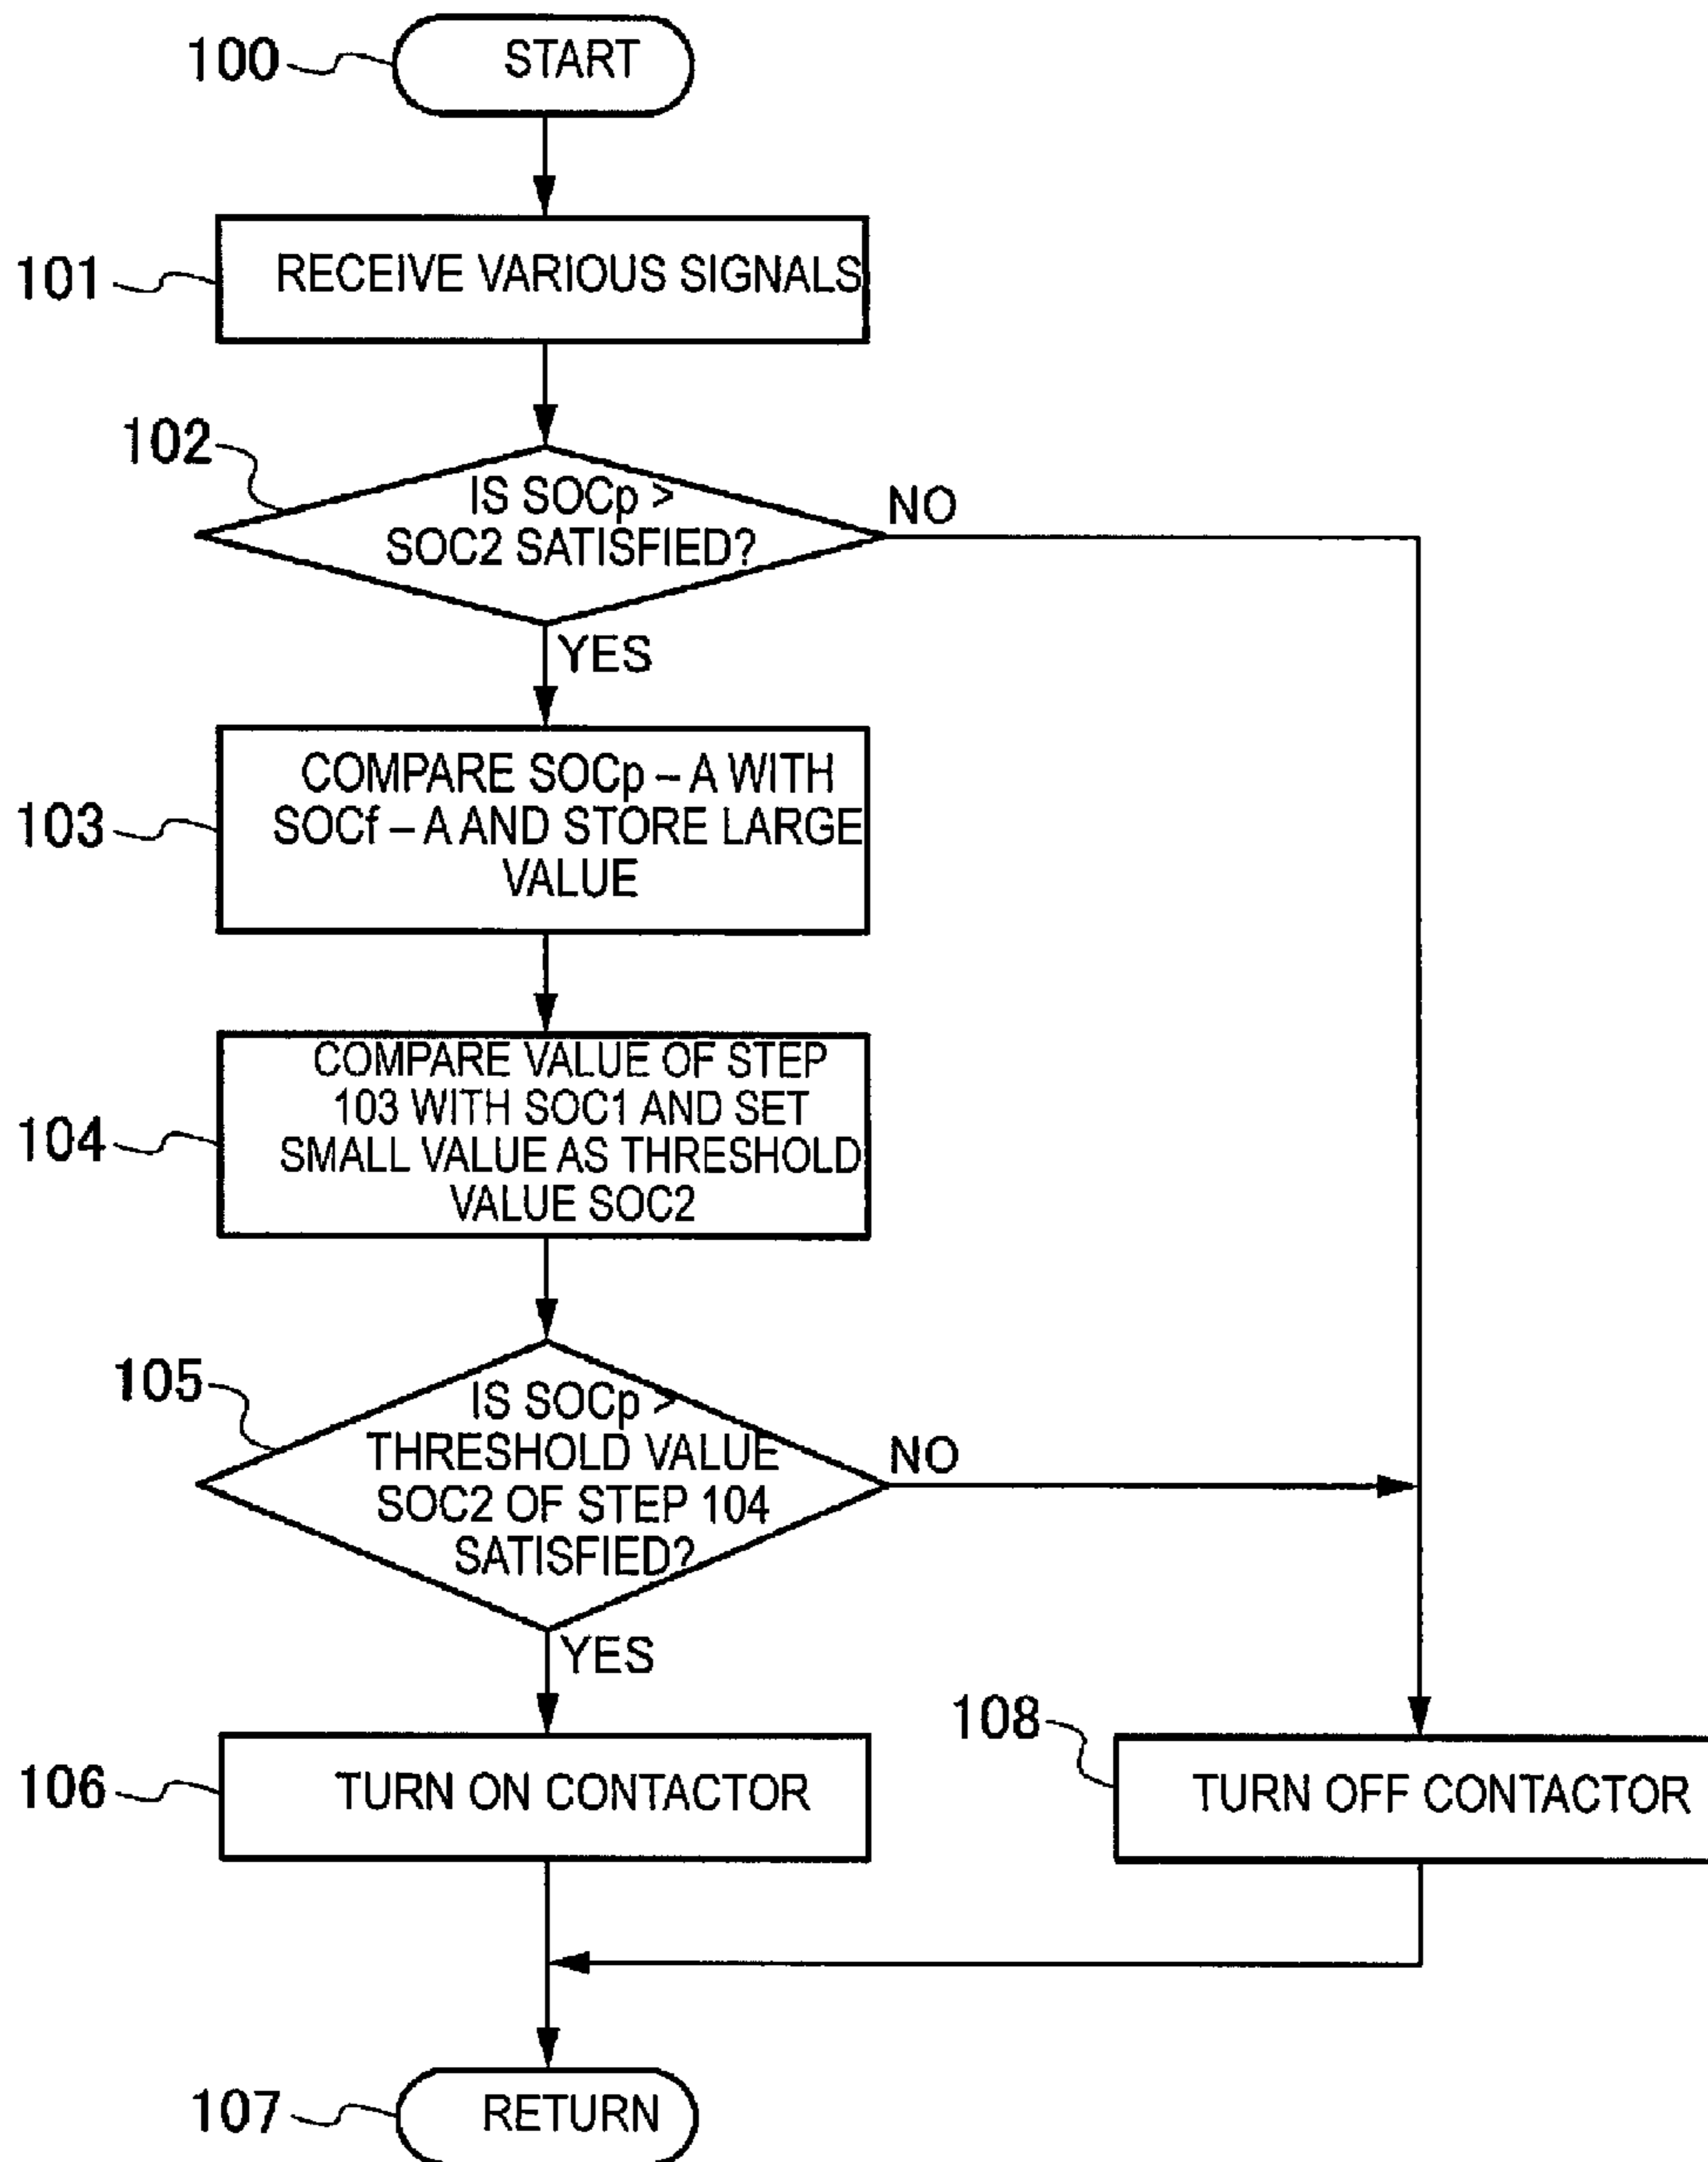 100
START
101
RECEIVE VARIOUS SIGNALS
102
IS SOCp >
SOC2 SATISFIED?
NO
YES
103
COMPARE SOCp – A WITH
SOCf – A AND STORE LARGE
VALUE
104
COMPARE VALUE OF STEP
103 WITH SOC1 AND SET
SMALL VALUE AS THRESHOLD
VALUE SOC2
105
IS SOCp >
THRESHOLD VALUE
SOC2 OF STEP 104
SATISFIED?
NO
YES
106
TURN ON CONTACTOR
108
TURN OFF CONTACTOR
107
RETURN